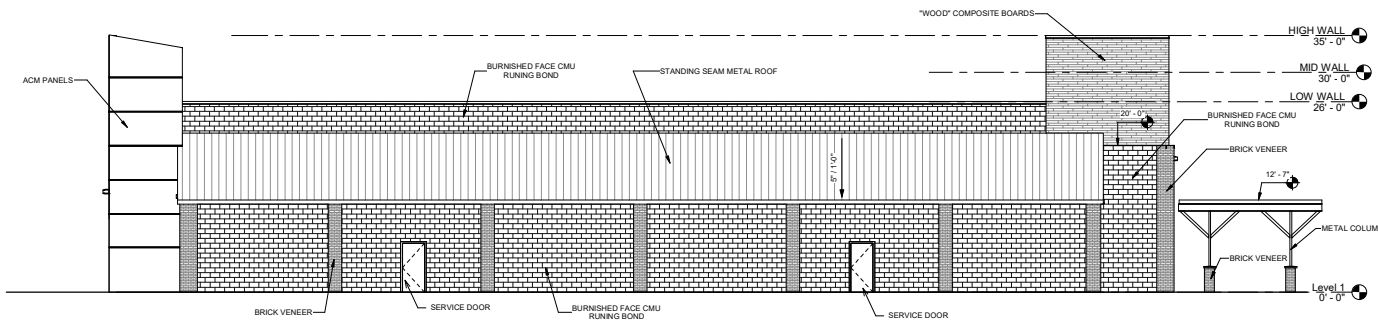 "WOOD" COMPOSITE BOARDS
HIGH WALL
35' - 0"
BURNISHED FACE CMU
RUNING BOND
STANDING SEAM METAL ROOF
MID WALL
30' - 0"
ACM PANELS
LOW WALL
26' - 0"
20' - 0"
BURNISHED FACE CMU
RUNING BOND
BRICK VENEER
5" / 1'-0"
12' - 7"
METAL COLUM
BRICK VENEER
Level 1
0' - 0"
BRICK VENEER
SERVICE DOOR
BURNISHED FACE CMU
RUNING BOND
SERVICE DOOR